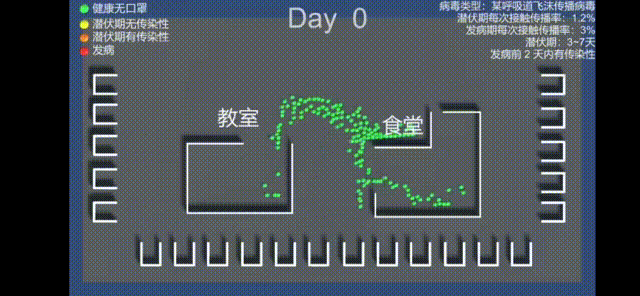 健康无口罩
潜伏期无传染性
潜伏期有传染性
发病
Day 0
病毒类型：某呼吸道飞沫传播病毒
潜伏期每次接触传播率：1.2%
发病期每次接触传播率：3%
潜伏期：3~7天
发病前 2 天内有传染性
教室
食堂